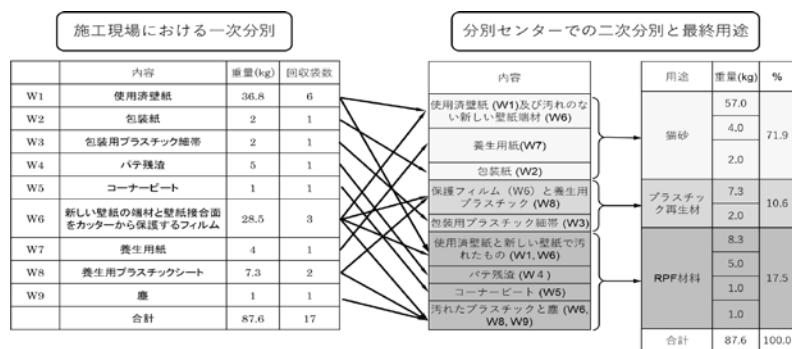 施工現場における一次分別
分別センターでの二次分別と最終用途
内容 重量(kg) 回収袋数
W1 使用済壁紙 36.8 6
W2 包装紙 2 1
W3 包装用プラスチック細帯 2 1
W4 パテ残渣 5 1
W5 コーナービート 1 1
W6 新しい壁紙の端材と壁紙接合面
をカッターから保護するフィルム 28.5 3
W7 養生用紙 4 1
W8 養生用プラスチックシート 7.3 2
W9 塵 1 1
合計 87.6 17
内容
使用済壁紙 (W1)及び汚れのな
い新しい壁紙端材 (W6)
養生用紙(W7)
包装紙 (W2)
保護フィルム（W6）と養生用
プラスチック (W8)
包装用プラスチック細帯 (W3)
使用済壁紙と新しい壁紙で汚
れたもの (W1, W6)
パテ残渣 (W４)
コーナービート (W5)
汚れたプラスチックと塵 (W6,
W8, W9)
用途 重量(kg) %
猫砂 57.0 4.0 2.0 71.9
プラスチッ
ク再生材 7.3 2.0 10.6
RPF材料 8.3 5.0 1.0 1.0 17.5
合計 87.6 100.0